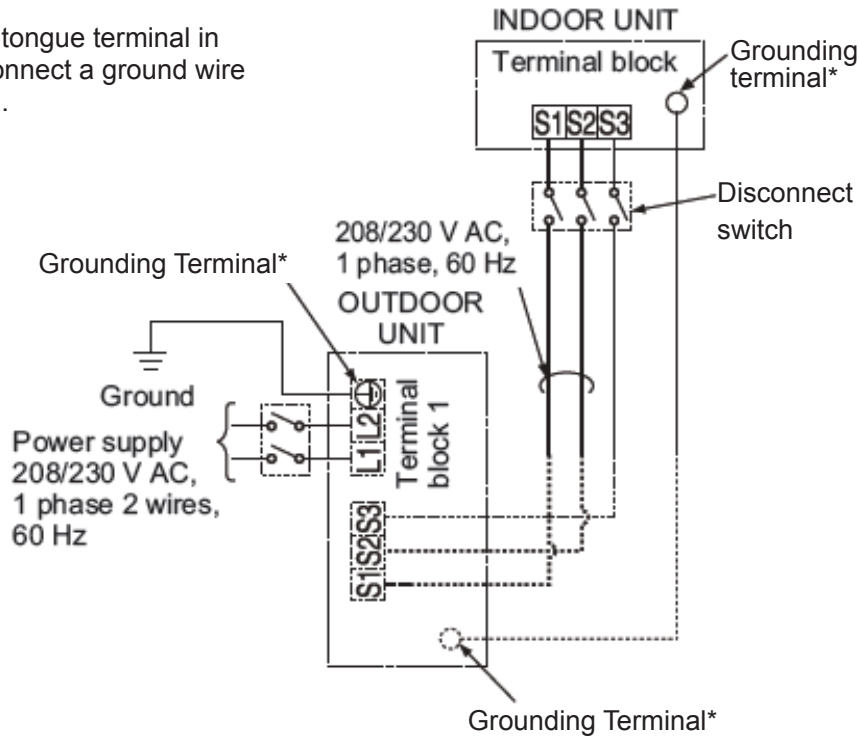 tongue terminal in
onnect a ground wire
.
INDOOR UNIT
Terminal block
Grounding
terminal*
S1 S2 S3
Disconnect
switch
208/230 V AC,
1 phase, 60 Hz
Grounding Terminal*
OUTDOOR
UNIT
Ground
Power supply
208/230 V AC,
1 phase 2 wires,
60 Hz
L1 L2
Terminal
block 1
S1 S2 S3
Grounding Terminal*